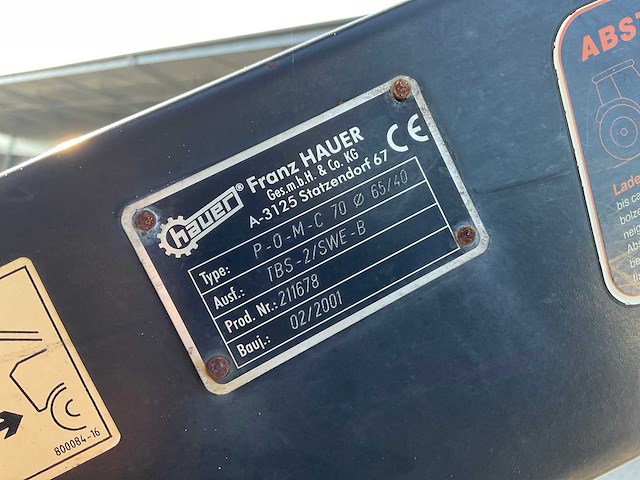 hauer®
Franz HAUER
Ges.m.b.H. & Co. KG
A-3125 Statzendorf 67
CE
Type: P-O-M-C 70 Ø 65/40
Ausf.: TBS-2/SWE-B
Prod. Nr.: 211678
Bauj.: 02/2001
800084-16